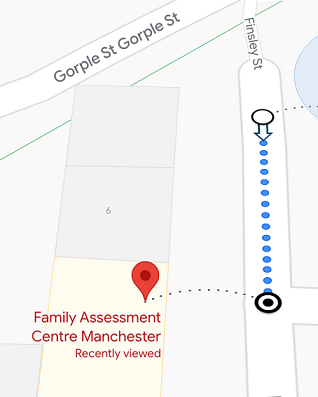 Gorple St Gorple St
Finsley St
6
Family Assessment
Centre Manchester
Recently viewed